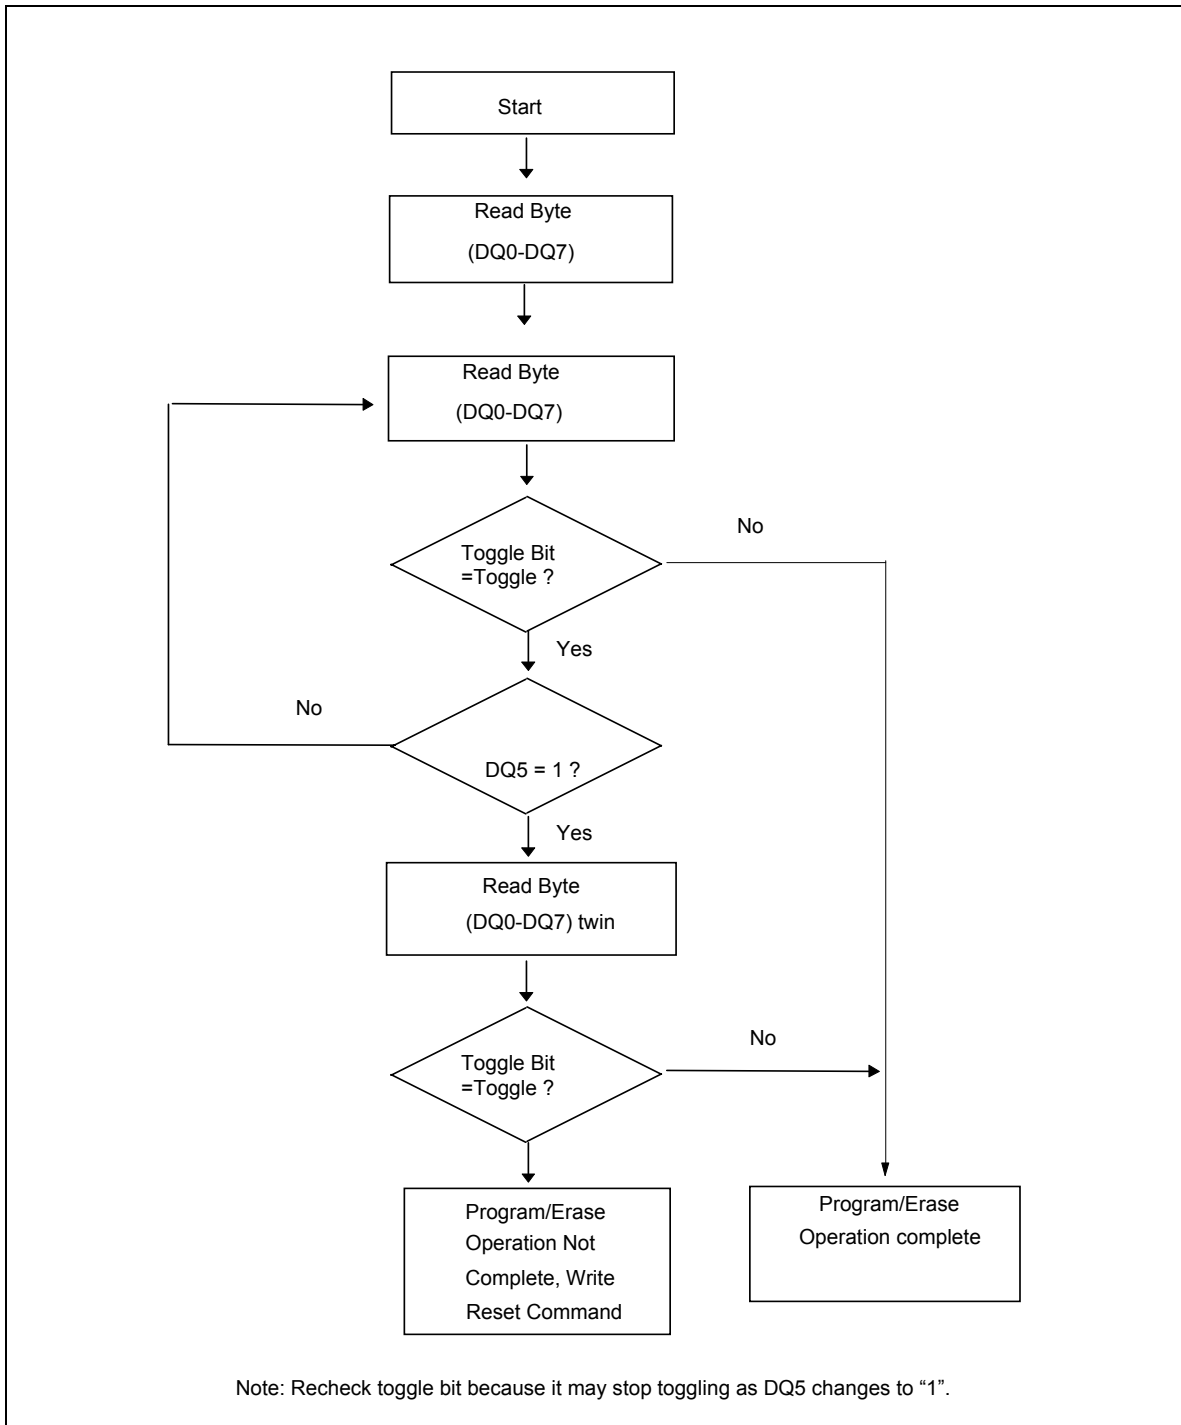 Start
Read Byte
(DQ0-DQ7)
Read Byte
(DQ0-DQ7)
Toggle Bit
=Toggle ?
No
Yes
No
DQ5 = 1 ?
Yes
Read Byte
(DQ0-DQ7) twin
Toggle Bit
=Toggle ?
No
Program/Erase
Operation Not
Complete, Write
Reset Command
Program/Erase
Operation complete
Note: Recheck toggle bit because it may stop toggling as DQ5 changes to “1”.